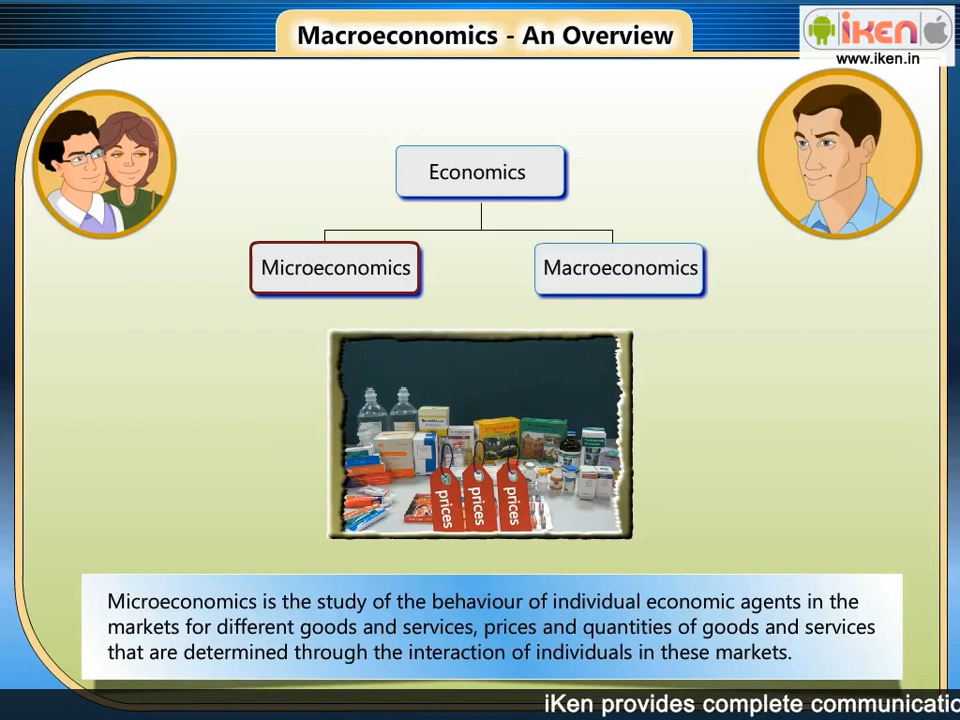 Macroeconomics - An Overview
iKEN
www.iken.in
Economics
Microeconomics
Macroeconomics
prices
prices
prices
Microeconomics is the study of the behaviour of individual economic agents in the
markets for different goods and services, prices and quantities of goods and services
that are determined through the interaction of individuals in these markets.
iKen provides complete communicatio